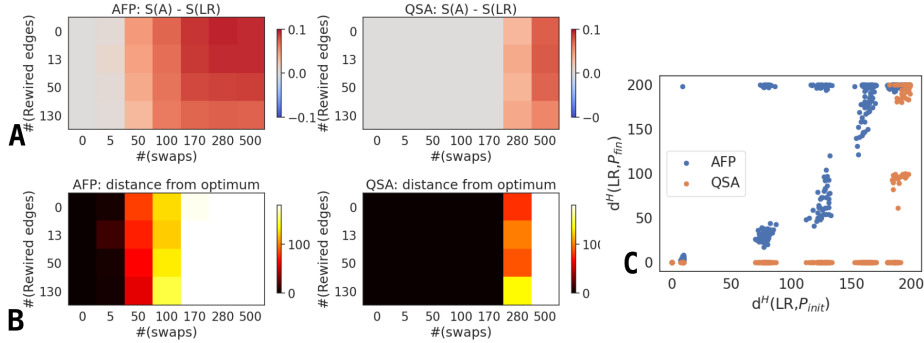 AFP: S(A) - S(LR)
#(Rewired edges)
0
13
50
130
0 5 50 100 170 280 500
#(swaps)
0.1
0.0
-0.1
A
QSA: S(A) - S(LR)
#(Rewired edges)
0
13
50
130
0 5 50 100 170 280 500
#(swaps)
0.1
0.0
-0
AFP: distance from optimum
#(Rewired edges)
0
13
50
130
0 5 50 100 170 280 500
#(swaps)
100
0
B
QSA: distance from optimum
#(Rewired edges)
0
13
50
130
0 5 50 100 170 280 500
#(swaps)
100
0
C
d^H(LR,P_fin)
200
150
100
50
0
AFP
QSA
0 50 100 150 200
d^H(LR,P_init)